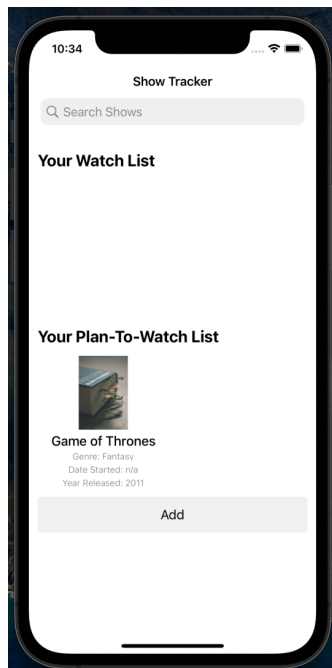 10:34
Show Tracker
Search Shows
Your Watch List
Your Plan-To-Watch List
Game of Thrones
Genre: Fantasy
Date Started: n/a
Year Released: 2011
Add